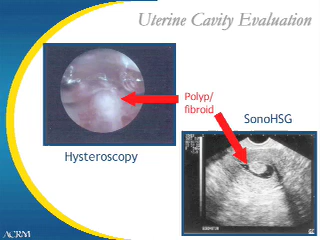 Uterine Cavity Evaluation
Polyp/
fibroid
SonoHSG
Hysteroscopy
ACRM